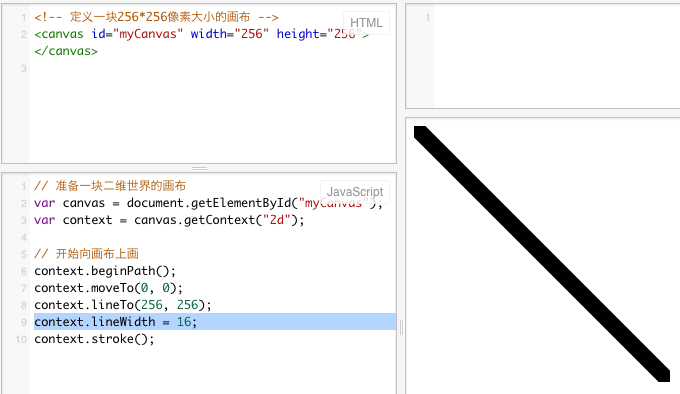 1 <!-- 定义一块256*256像素大小的画布 -->
HTML
2 <canvas id="myCanvas" width="256" height="256">
</canvas>
3
1
1 // 准备一块二维世界的画布
JavaScript
2 var canvas = document.getElementById("myCanvas");
3 var context = canvas.getContext("2d");
4
5 // 开始向画布上画
6 context.beginPath();
7 context.moveTo(0, 0);
8 context.lineTo(256, 256);
9 context.lineWidth = 16;
10 context.stroke();